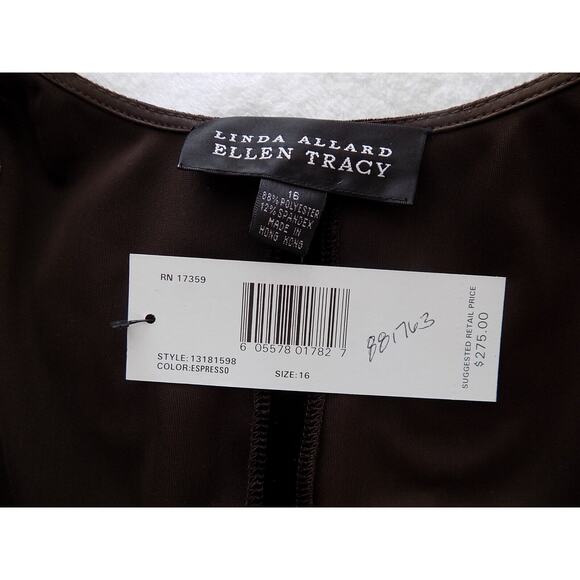 LINDA ALLARD
ELLEN TRACY
16
88% POLYESTER
12% SPANDEX
MADE IN
HONG KONG
RN 17359
6 05578 01782 7
STYLE: 13181598
COLOR: ESPRESSO
SIZE: 16
881763
SUGGESTED RETAIL PRICE
$275.00